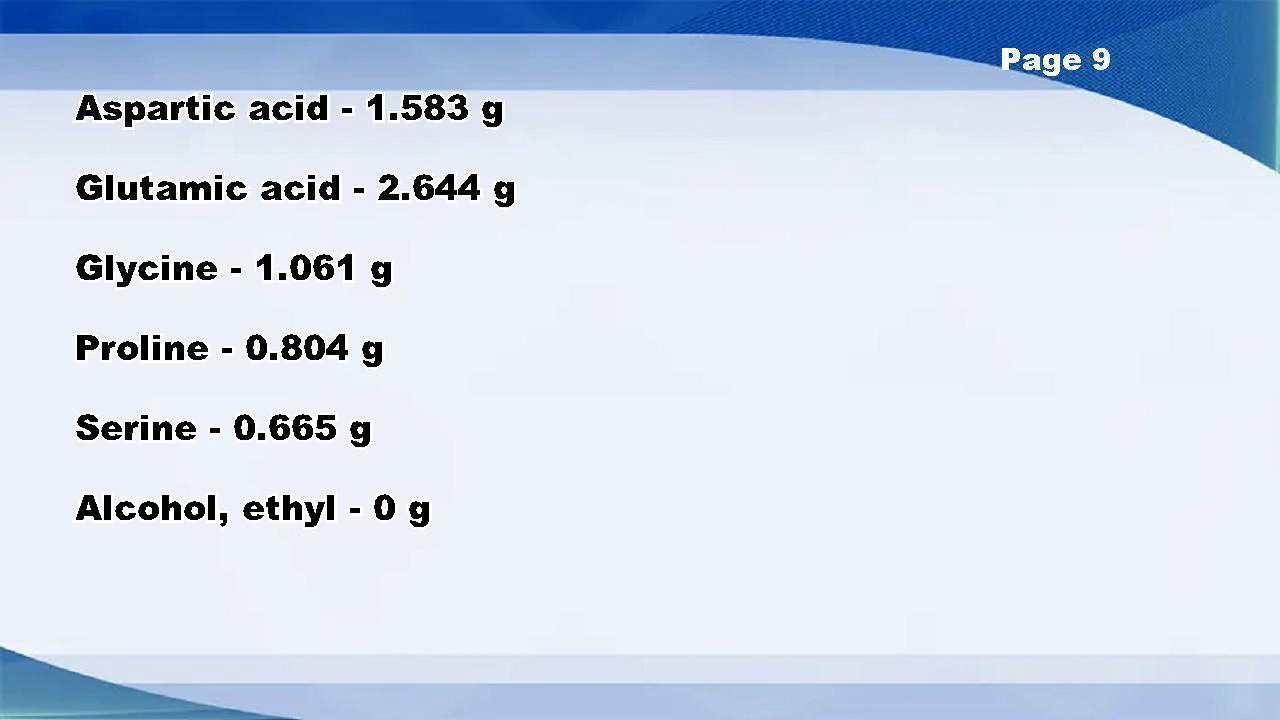 Page 9
Aspartic acid - 1.583 g
Glutamic acid - 2.644 g
Glycine - 1.061 g
Proline - 0.804 g
Serine - 0.665 g
Alcohol, ethyl - 0 g